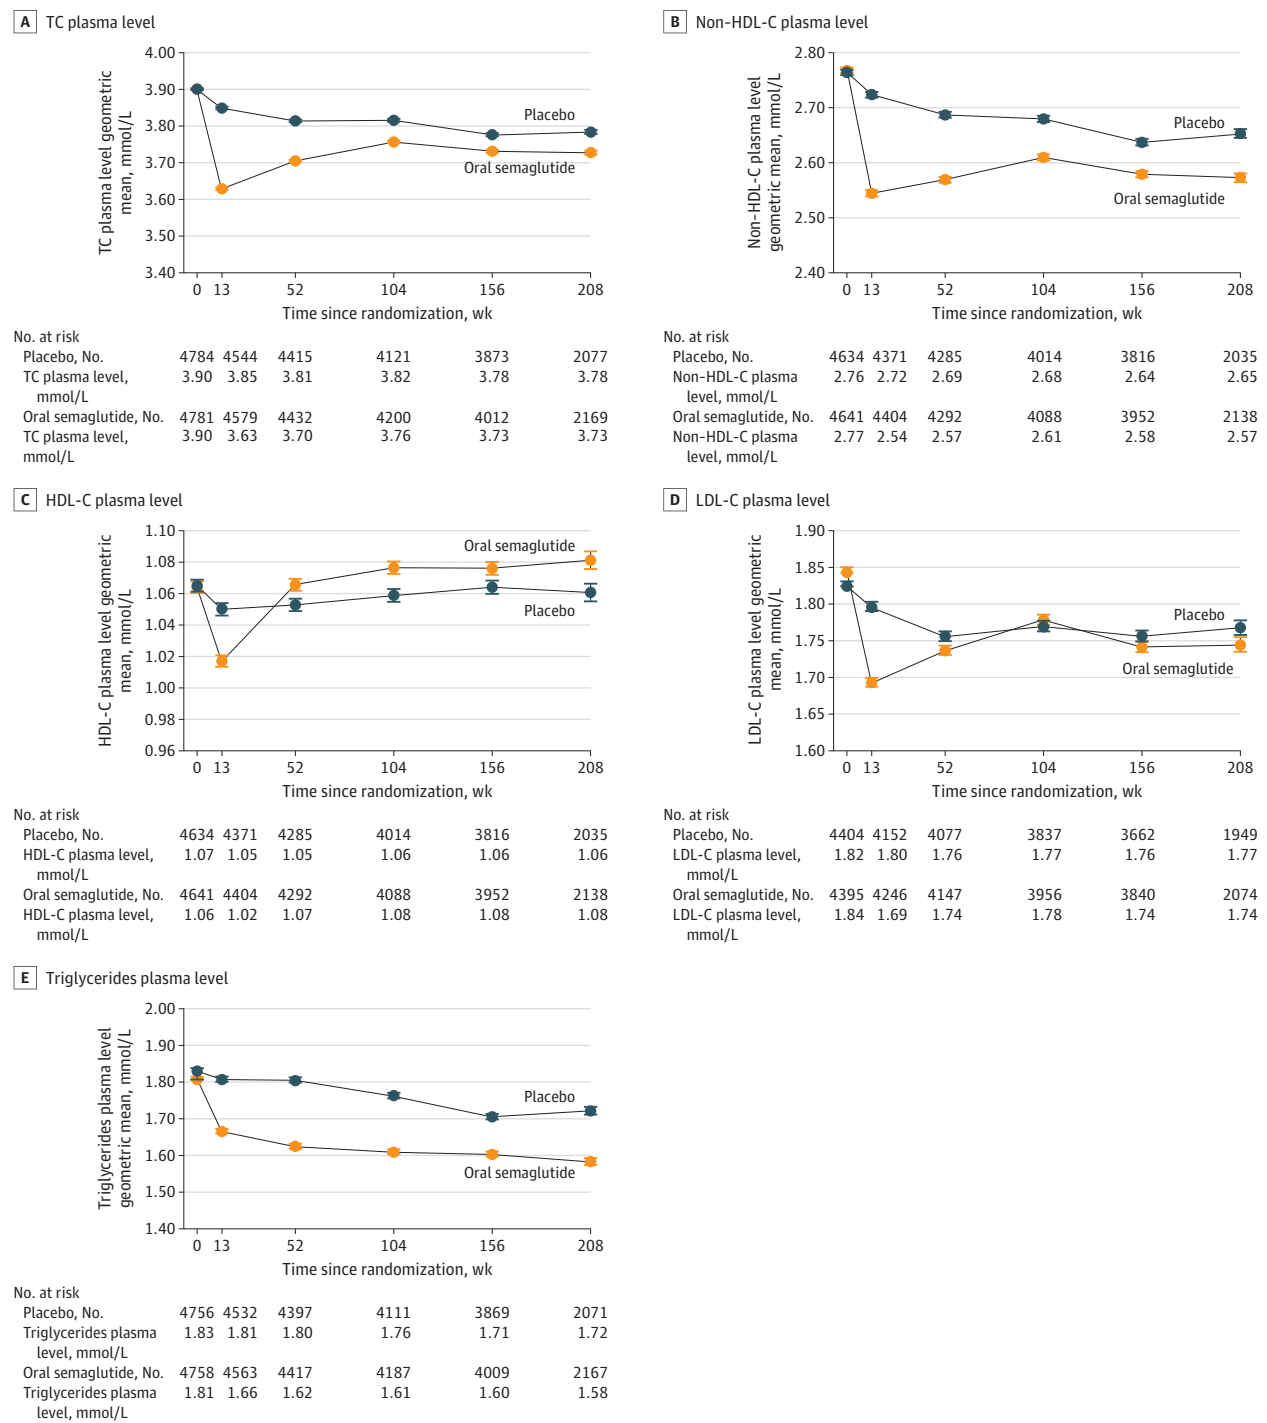 A TC plasma level
TC plasma level geometric
mean, mmol/L
4.00
3.90
3.80
3.70
3.60
3.50
3.40
Placebo
Oral semaglutide
0 13 52 104 156 208
Time since randomization, wk
No. at risk
Placebo, No. 4784 4544 4415 4121 3873 2077
TC plasma level, 3.90 3.85 3.81 3.82 3.78 3.78
mmol/L
Oral semaglutide, No. 4781 4579 4432 4200 4012 2169
TC plasma level, 3.90 3.63 3.70 3.76 3.73 3.73
mmol/L
B Non-HDL-C plasma level
Non-HDL-C plasma level
geometric mean, mmol/L
2.80
2.70
2.60
2.50
2.40
Placebo
Oral semaglutide
0 13 52 104 156 208
Time since randomization, wk
No. at risk
Placebo, No. 4634 4371 4285 4014 3816 2035
Non-HDL-C plasma 2.76 2.72 2.69 2.68 2.64 2.65
level, mmol/L
Oral semaglutide, No. 4641 4404 4292 4088 3952 2138
Non-HDL-C plasma 2.77 2.54 2.57 2.61 2.58 2.57
level, mmol/L
C HDL-C plasma level
HDL-C plasma level geometric
mean, mmol/L
1.10
1.08
1.06
1.04
1.02
1.00
0.98
0.96
Oral semaglutide
Placebo
0 13 52 104 156 208
Time since randomization, wk
No. at risk
Placebo, No. 4634 4371 4285 4014 3816 2035
HDL-C plasma level, 1.07 1.05 1.05 1.06 1.06 1.06
mmol/L
Oral semaglutide, No. 4641 4404 4292 4088 3952 2138
HDL-C plasma level, 1.06 1.02 1.07 1.08 1.08 1.08
mmol/L
D LDL-C plasma level
LDL-C plasma level geometric
mean, mmol/L
1.90
1.85
1.80
1.75
1.70
1.65
1.60
Placebo
Oral semaglutide
0 13 52 104 156 208
Time since randomization, wk
No. at risk
Placebo, No. 4404 4152 4077 3837 3662 1949
LDL-C plasma level, 1.82 1.80 1.76 1.77 1.76 1.77
mmol/L
Oral semaglutide, No. 4395 4246 4147 3956 3840 2074
LDL-C plasma level, 1.84 1.69 1.74 1.78 1.74 1.74
mmol/L
E Triglycerides plasma level
Triglycerides plasma level
geometric mean, mmol/L
2.00
1.90
1.80
1.70
1.60
1.50
1.40
Placebo
Oral semaglutide
0 13 52 104 156 208
Time since randomization, wk
No. at risk
Placebo, No. 4756 4532 4397 4111 3869 2071
Triglycerides plasma 1.83 1.81 1.80 1.76 1.71 1.72
level, mmol/L
Oral semaglutide, No. 4758 4563 4417 4187 4009 2167
Triglycerides plasma 1.81 1.66 1.62 1.61 1.60 1.58
level, mmol/L